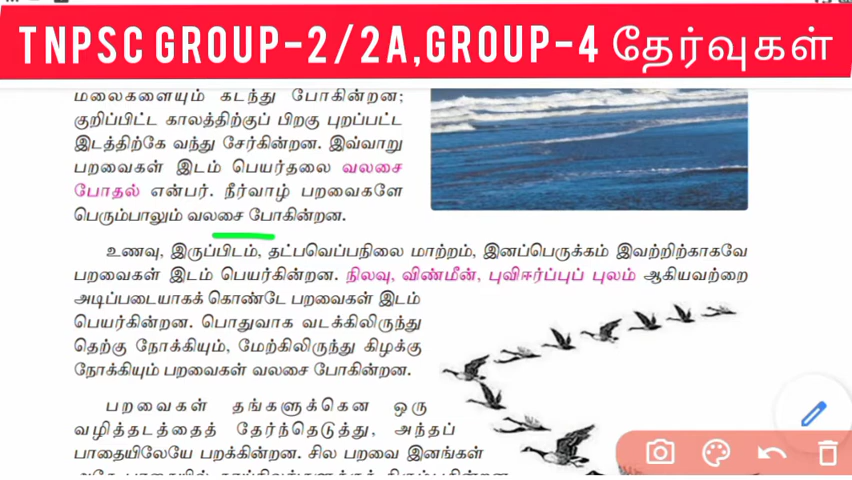 TNPSC GROUP-2/2A,GROUP-4 தேர்வுகள்
மலைகளையும் கடந்து போகின்றன;
குறிப்பிட்ட காலத்திற்குப் பிறகு புறப்பட்ட
இடத்திற்கே வந்து சேர்கின்றன. இவ்வாறு
பறவைகள் இடம் பெயர்தலை வலசை
போதல் என்பர். நீர்வாழ் பறவைகளே
பெரும்பாலும் வலசை போகின்றன.
உணவு, இருப்பிடம், தட்பவெப்பநிலை மாற்றம், இனப்பெருக்கம் இவற்றிற்காகவே
பறவைகள் இடம் பெயர்கின்றன. நிலவு, விண்மீன், புவிஈர்ப்புப் புலம் ஆகியவற்றை
அடிப்படையாகக் கொண்டே பறவைகள் இடம்
பெயர்கின்றன. பொதுவாக வடக்கிலிருந்து
தெற்கு நோக்கியும், மேற்கிலிருந்து கிழக்கு
நோக்கியும் பறவைகள் வலசை போகின்றன.
பறவைகள் தங்களுக்கென ஒரு
வழித்தடத்தைத் தேர்ந்தெடுத்து, அந்தப்
பாதையிலேயே பறக்கின்றன. சில பறவை இனங்கள்